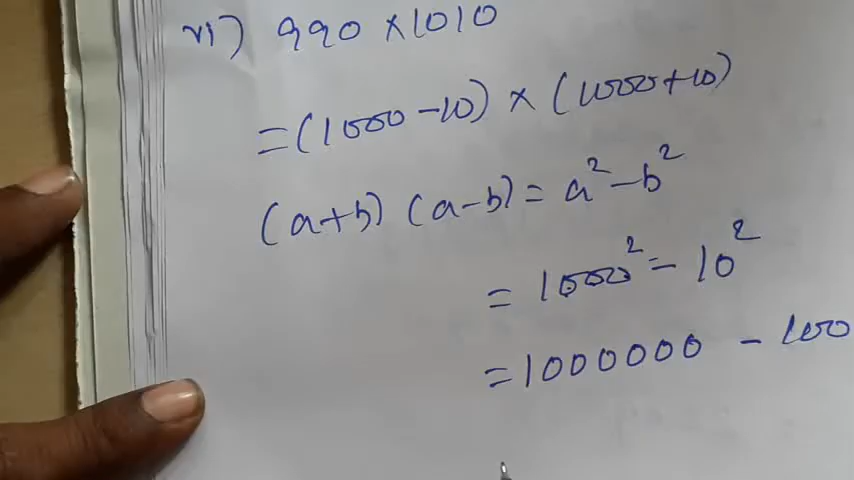 vi) 990 × 1010
= (1000 - 10) × (1000 + 10)
(a+b) (a-b) = a² - b²
= 1000² - 10²
= 1000000 - 100